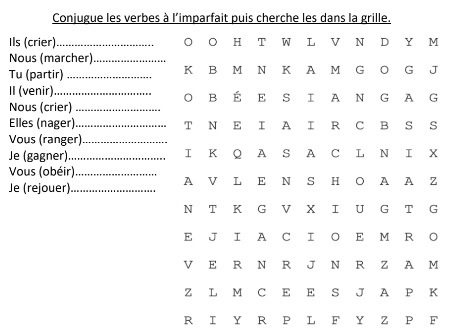 Conjugue les verbes à l’imparfait puis cherche les dans la grille.
Ils (crier)................................
Nous (marcher)........................
Tu (partir) ............................
Il (venir)................................
Nous (crier) ............................
Elles (nager)..............................
Vous (ranger)............................
Je (gagner)................................
Vous (obéir)...........................
Je (rejouer)............................
O O H T W L V N D Y M
K B M N K A M G O G J
O B É E S I A N G A G
T N E I A I R C B S S
I K Q A S A C L N I X
A V L E N S H O A A Z
N T K G V X I U G T G
E J I A C I O E M R O
V E R N R J N R Z A M
Z L M C E E S J A P K
R I Y R P L F Y Z P F